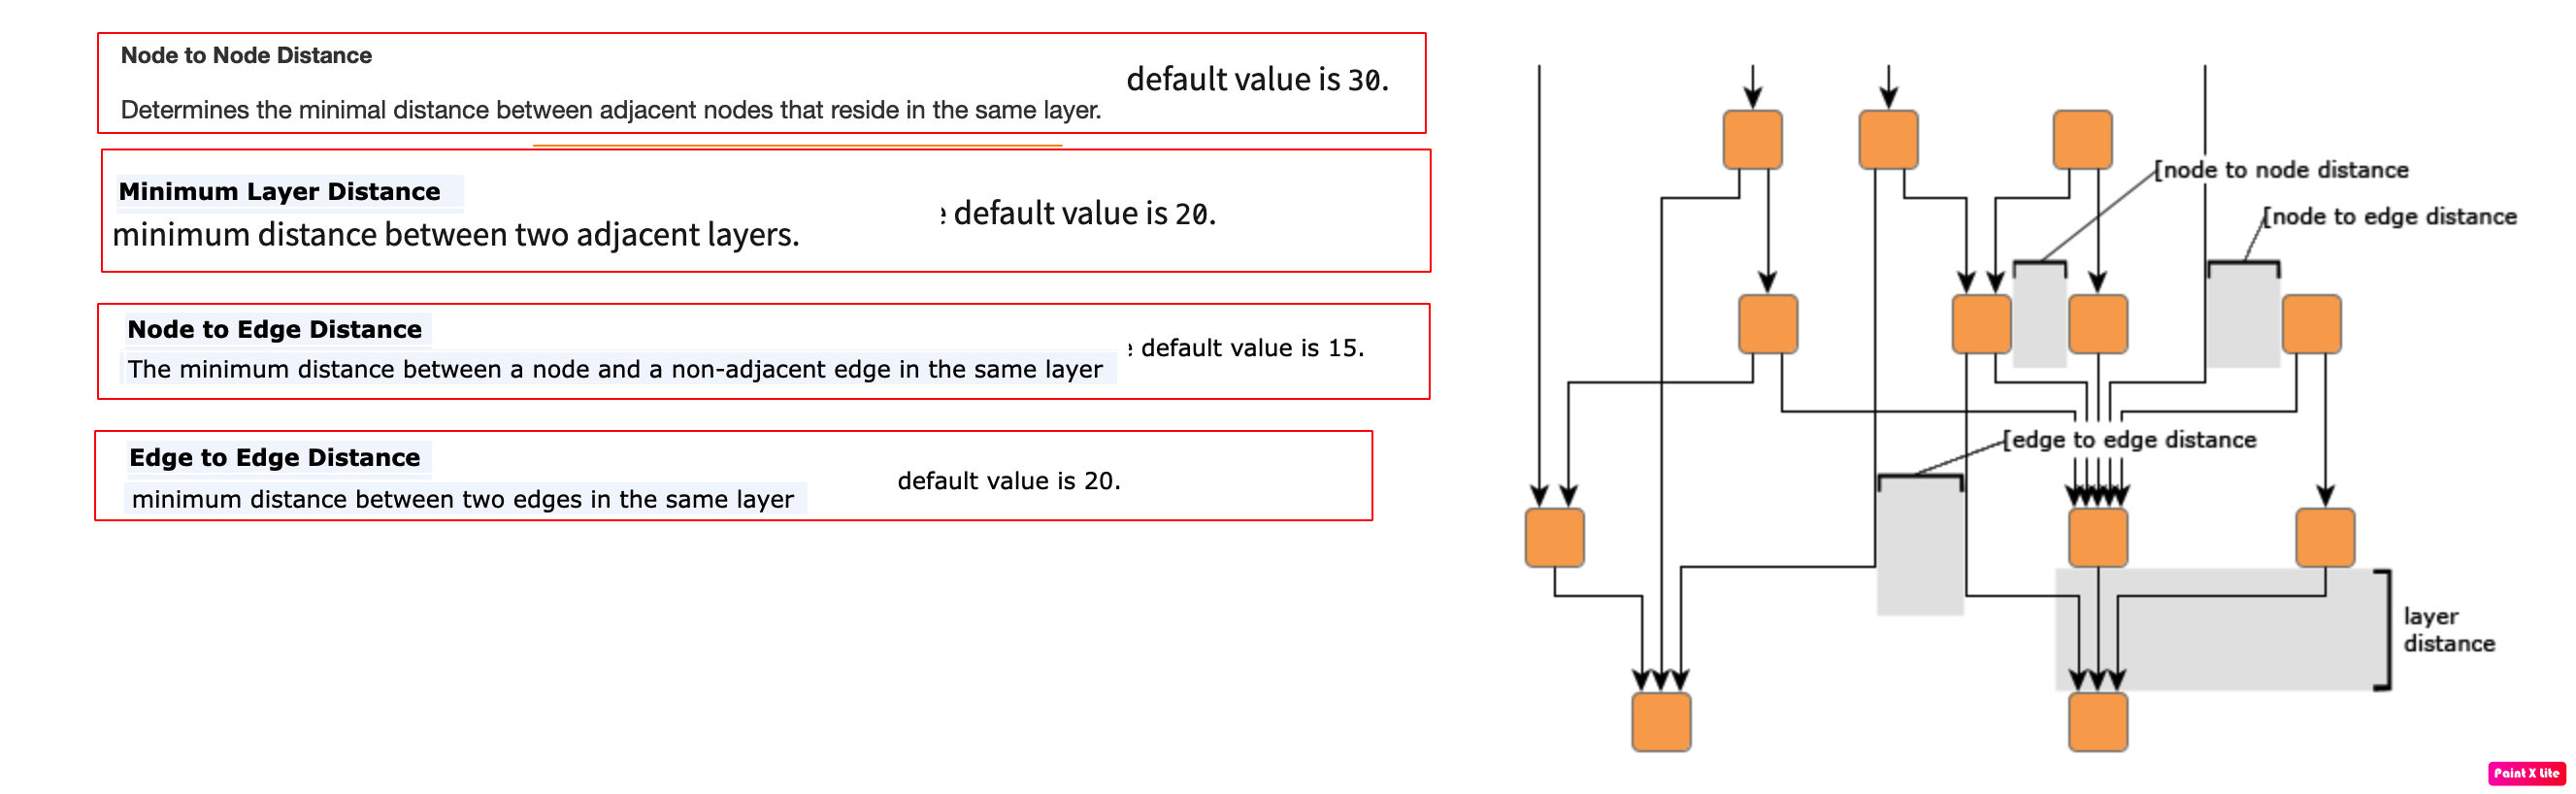 Node to Node Distance
default value is 30.
Determines the minimal distance between adjacent nodes that reside in the same layer.
Minimum Layer Distance
default value is 20.
minimum distance between two adjacent layers.
Node to Edge Distance
default value is 15.
The minimum distance between a node and a non-adjacent edge in the same layer
Edge to Edge Distance
default value is 20.
minimum distance between two edges in the same layer
[node to node distance
[node to edge distance
[edge to edge distance
layer
distance
Paint X lite